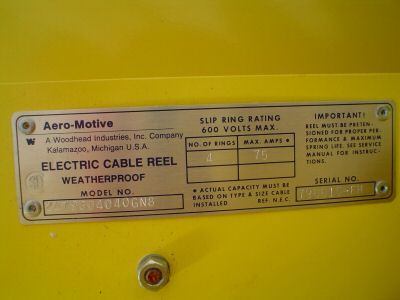 Aero-Motive
A Woodhead Industries, Inc. Company
Kalamazoo, Michigan U.S.A.
ELECTRIC CABLE REEL
WEATHERPROOF
MODEL NO.
SLIP RING RATING
600 VOLTS MAX.
NO. OF RINGS
MAX. AMPS *
4
75
* ACTUAL CAPACITY MUST BE
BASED ON TYPE & SIZE CABLE
INSTALLED
REF. N.E.C.
IMPORTANT:
REEL MUST BE PRETEN-
SIONED FOR PROPER PER-
FORMANCE & MAXIMUM
SPRING LIFE. SEE SERVICE
MANUAL FOR INSTRUC-
TIONS.
SERIAL NO.